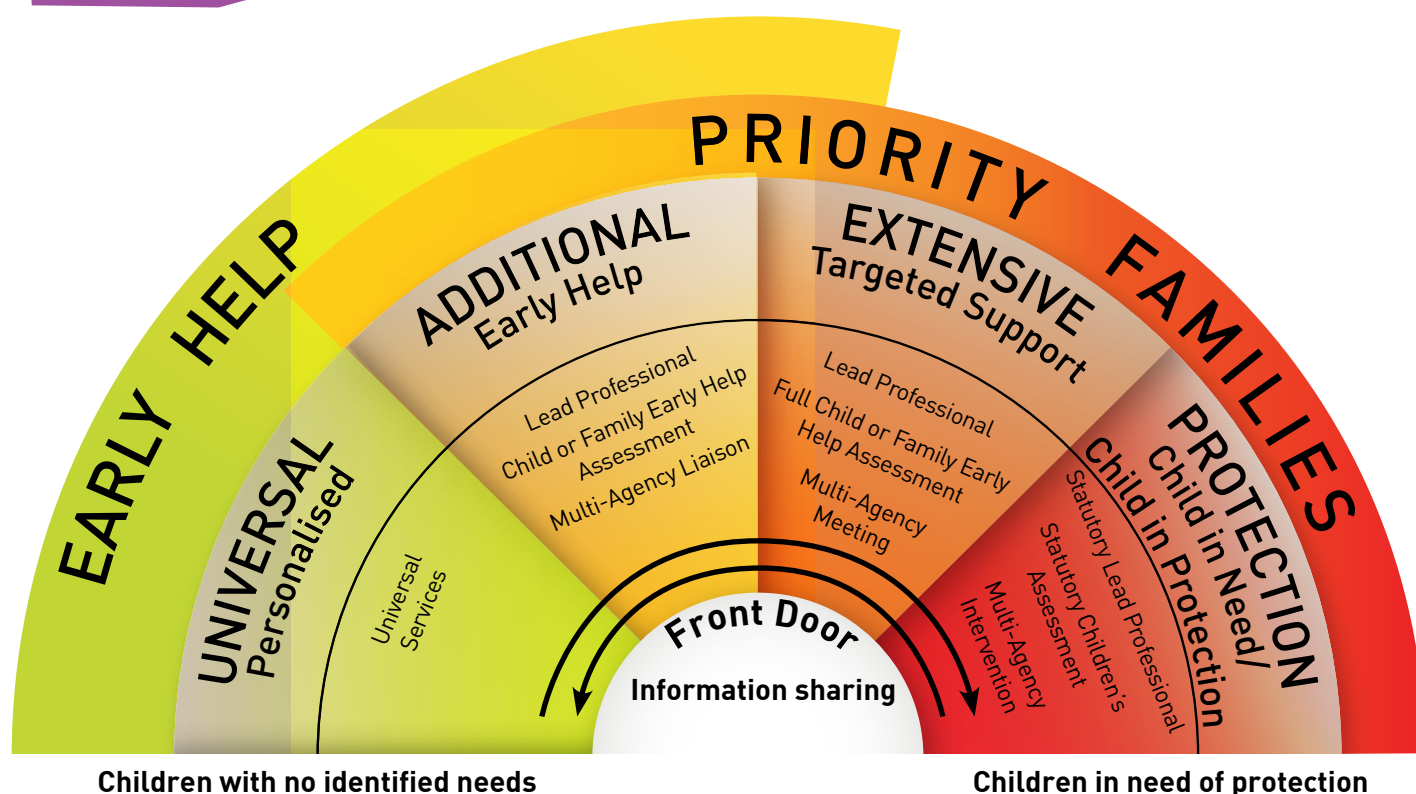 EARLY HELP
PRIORITY FAMILIES
UNIVERSAL
Personalised
Universal
Services
ADDITIONAL
Early Help
Lead Professional
Child or Family Early Help
Assessment
Multi-Agency Liaison
EXTENSIVE
Targeted Support
Lead Professional
Full Child or Family Early
Help Assessment
Multi-Agency
Meeting
PROTECTION
Child in Need/
Child in Protection
Statutory Lead Professional
Statutory Children's
Assessment
Multi-Agency
Intervention
Front Door
Information sharing
Children with no identified needs
Children in need of protection